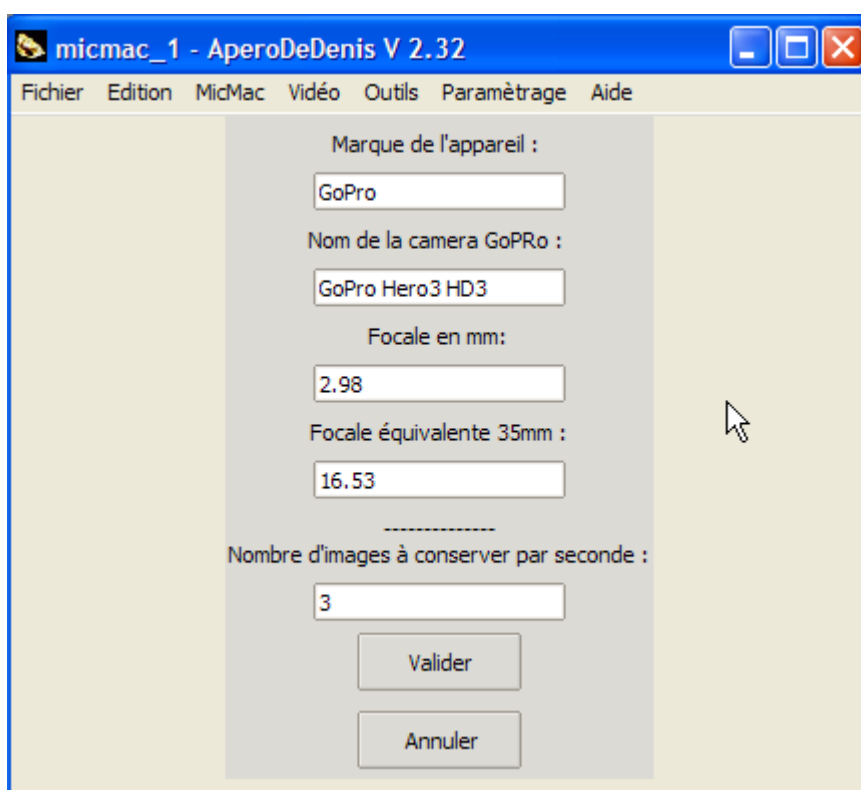 micmac_1 - AperoDeDenis V 2.32
Fichier Edition MicMac Vidéo Outils Paramètrage Aide
Marque de l'appareil :
GoPro
Nom de la camera GoPRo :
GoPro Hero3 HD3
Focale en mm:
2.98
Focale équivalente 35mm :
16.53
--------------
Nombre d'images à conserver par seconde :
3
Valider
Annuler